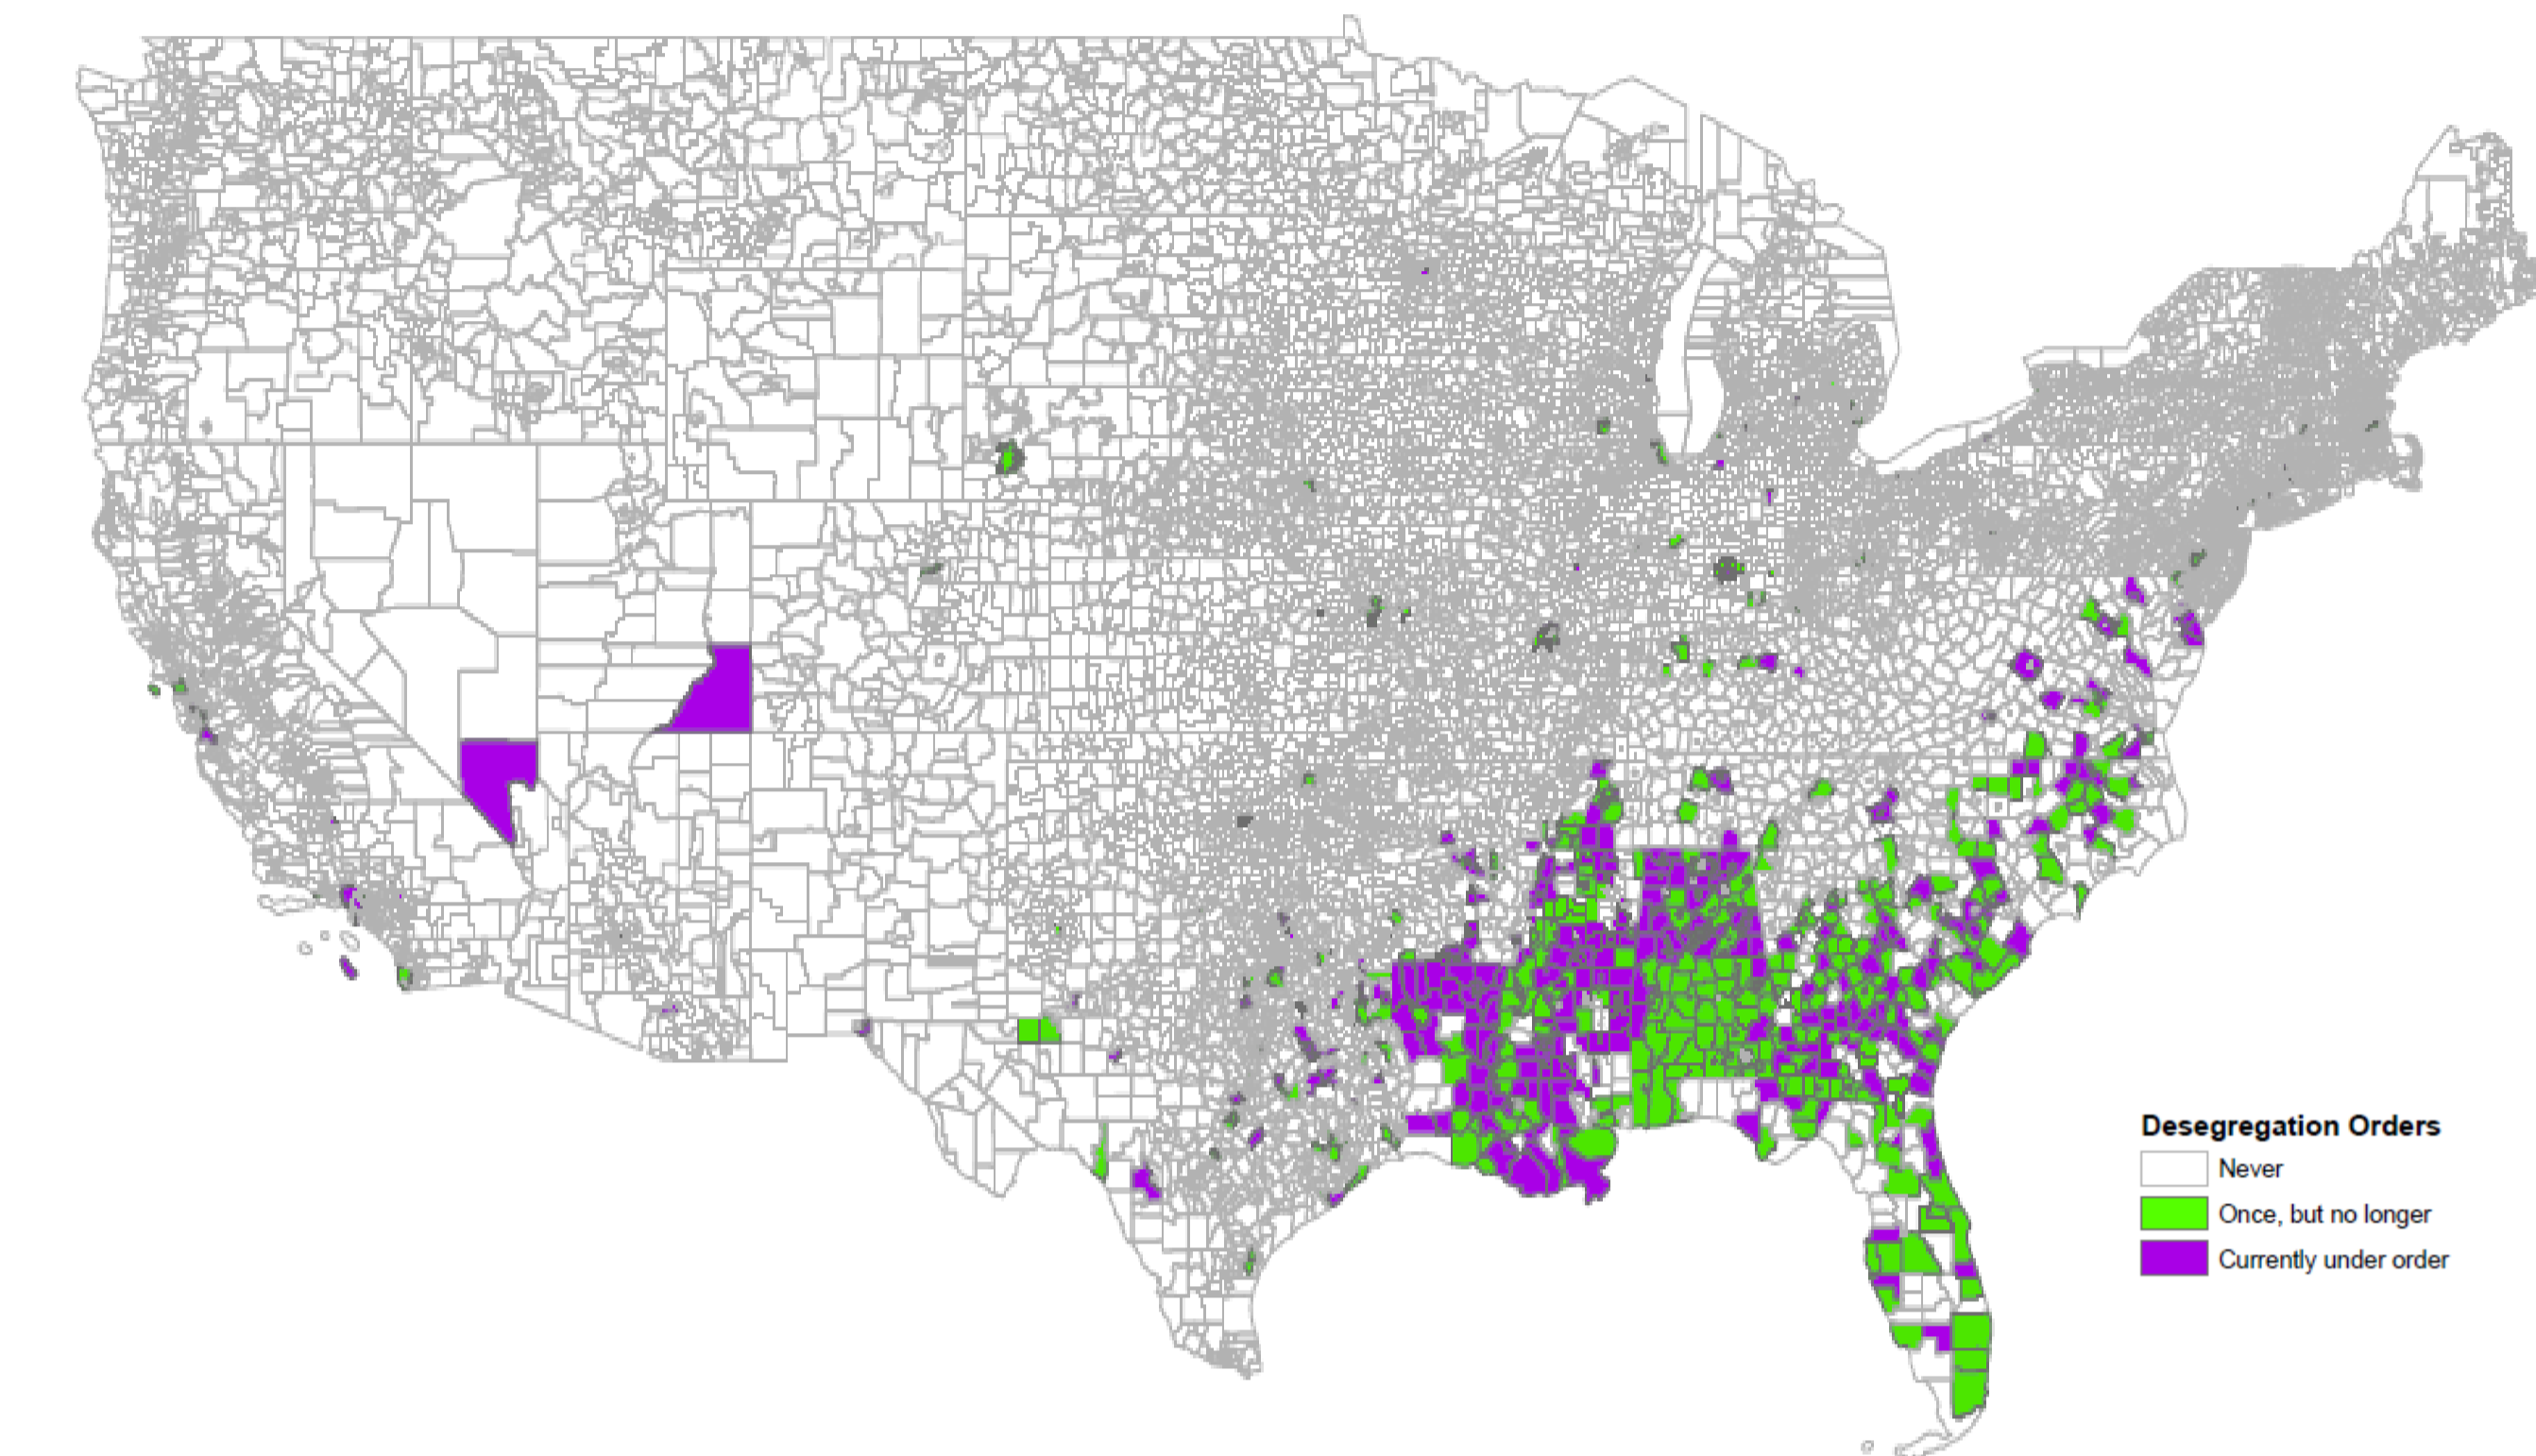 Desegregation Orders
Never
Once, but no longer
Currently under order